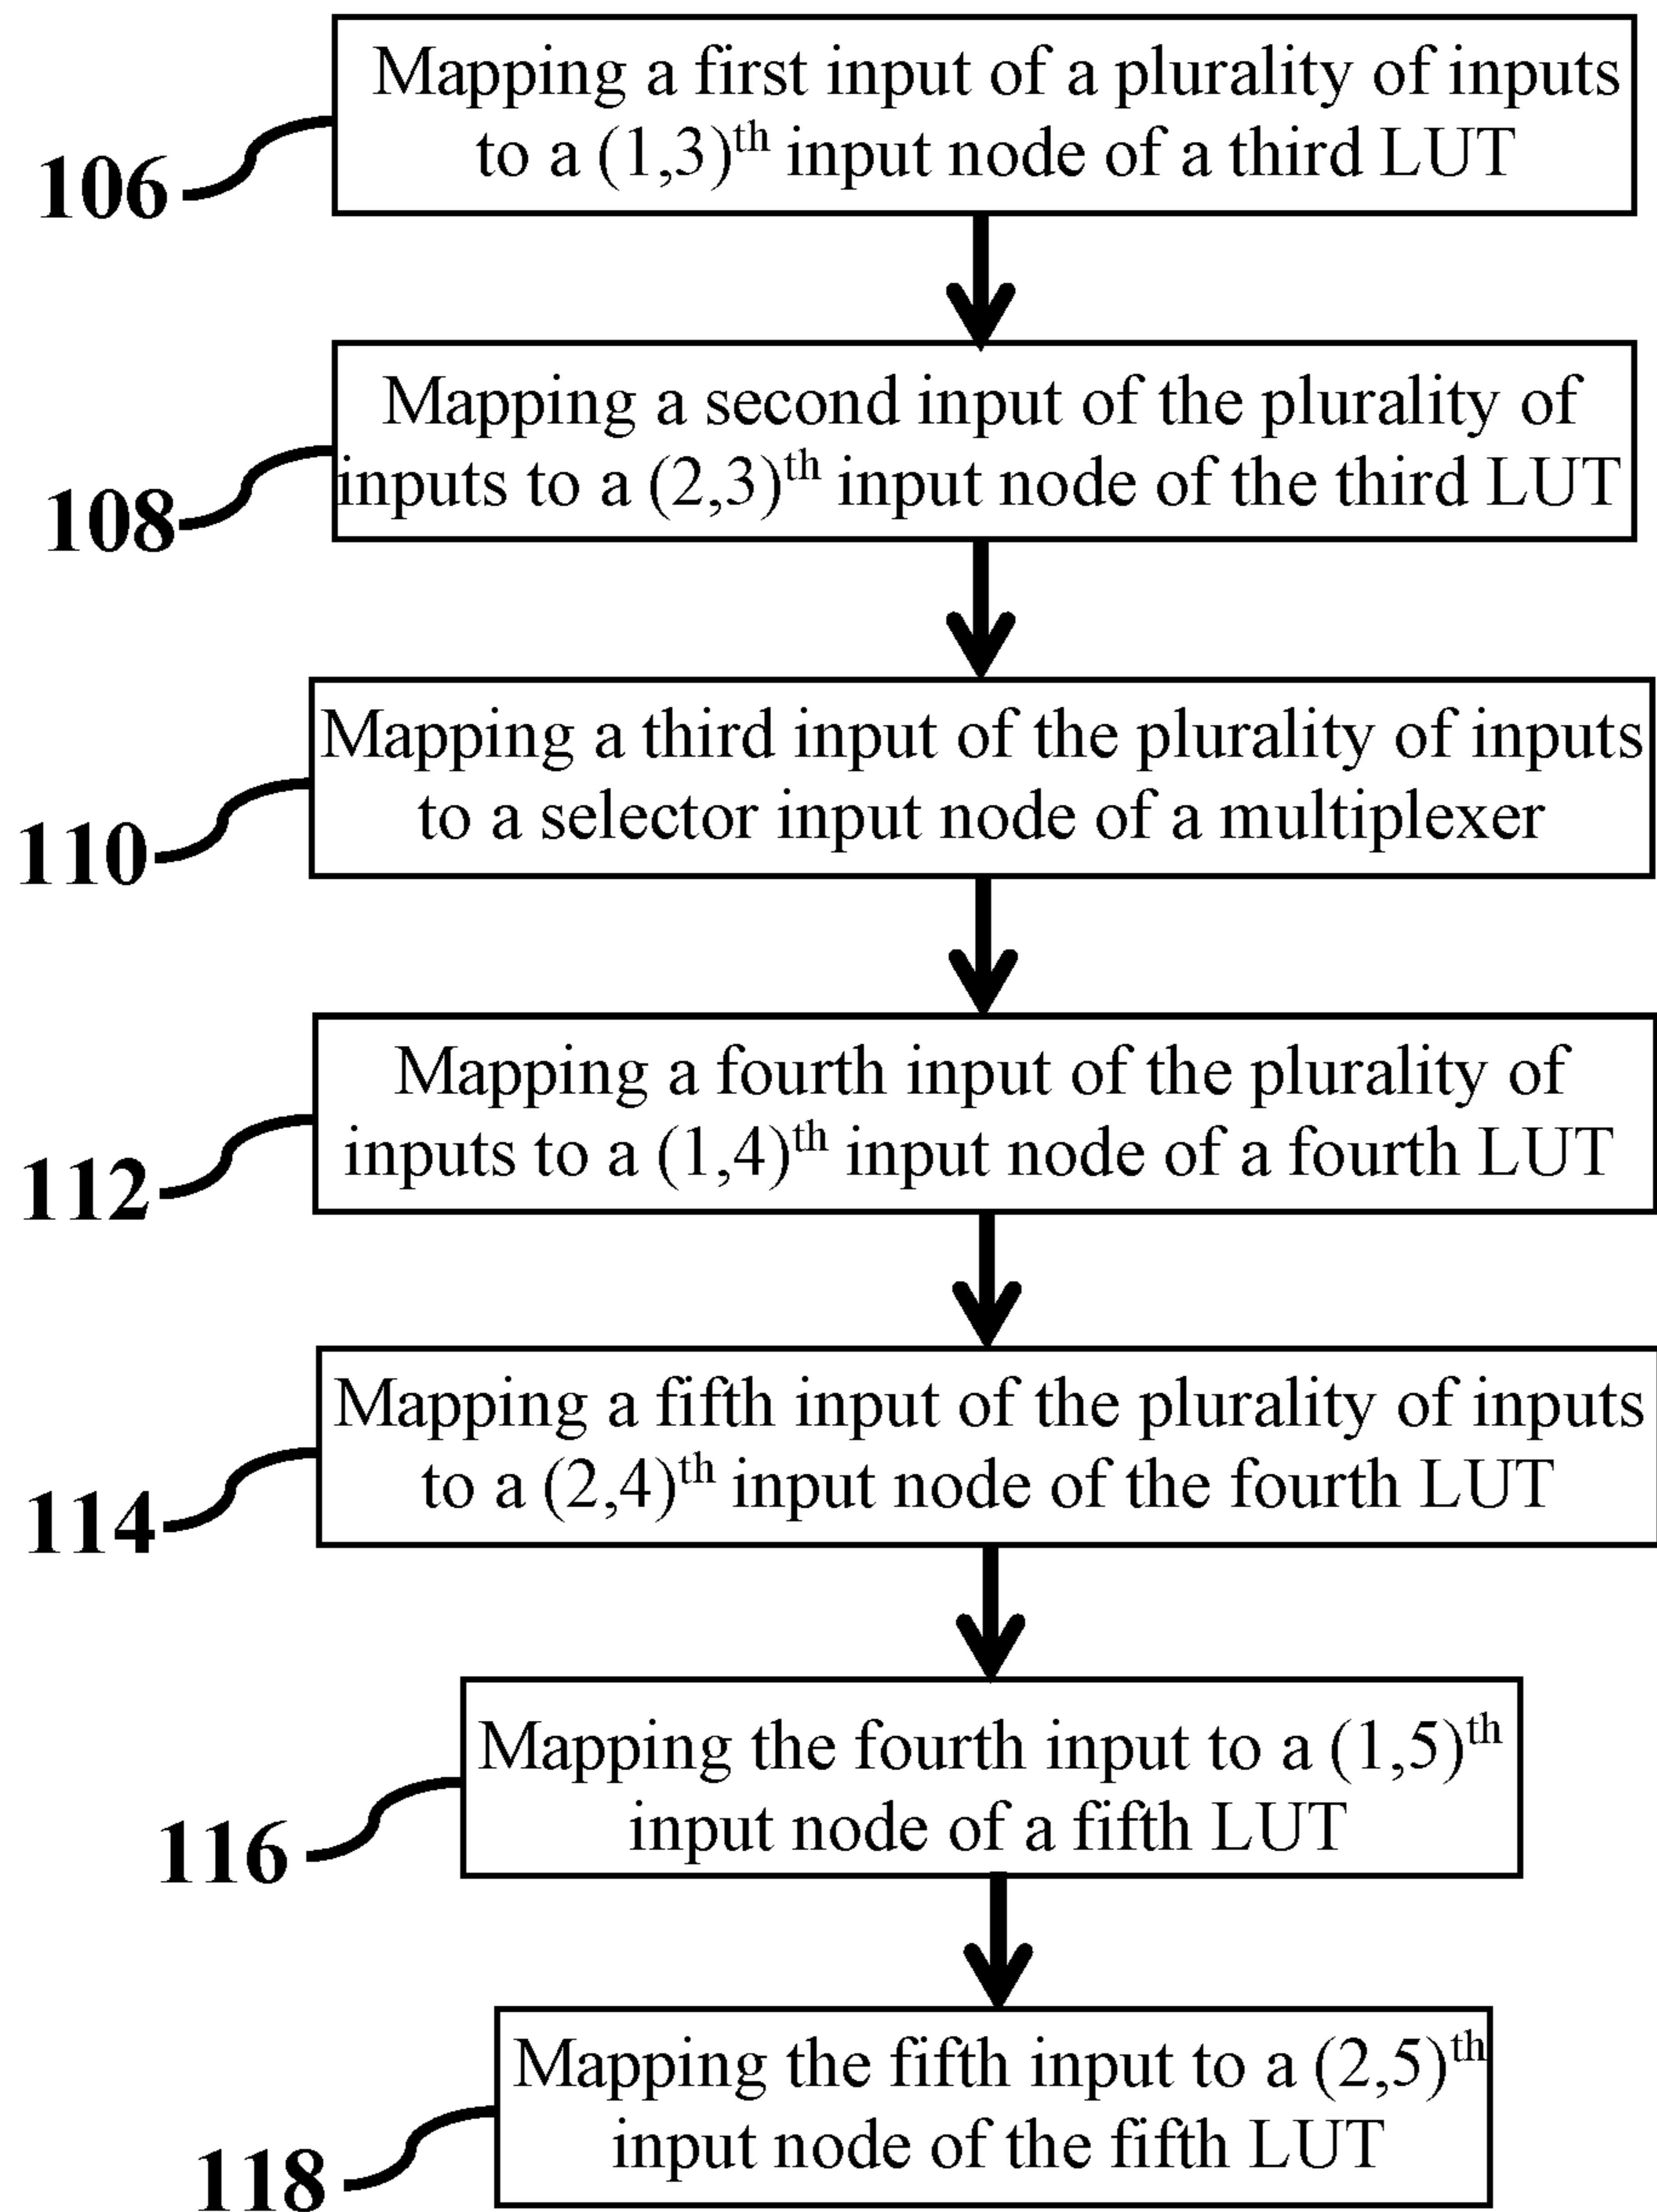 Mapping a first input of a plurality of inputs
to a (1,3)th input node of a third LUT
106
Mapping a second input of the plurality of
inputs to a (2,3)th input node of the third LUT
108
Mapping a third input of the plurality of inputs
to a selector input node of a multiplexer
110
Mapping a fourth input of the plurality of
inputs to a (1,4)th input node of a fourth LUT
112
Mapping a fifth input of the plurality of inputs
to a (2,4)th input node of the fourth LUT
114
Mapping the fourth input to a (1,5)th
input node of a fifth LUT
116
Mapping the fifth input to a (2,5)th
input node of the fifth LUT
118